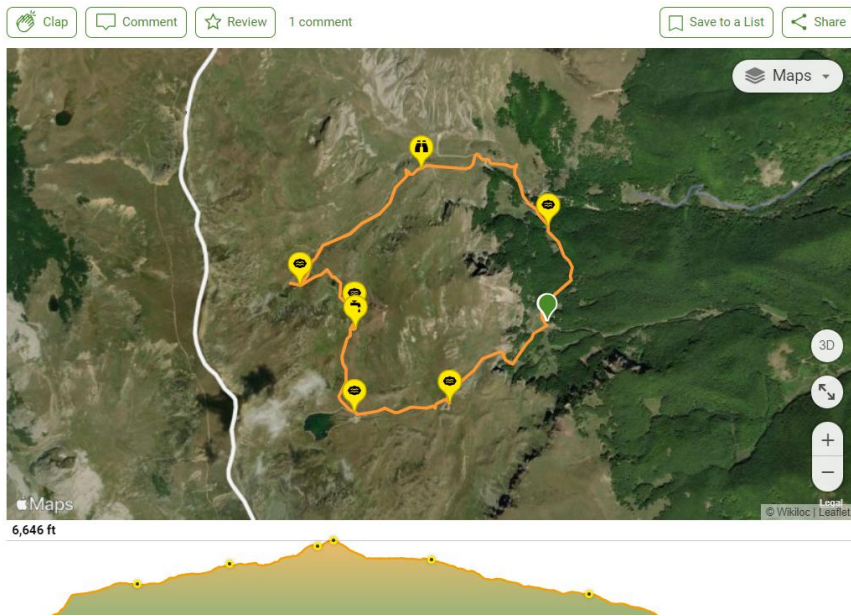 Clap
Comment
Review
1 comment
Save to a List
Share
Maps
3D
+
−
Maps
Legal
© Wikiloc | Leaflet
6,646 ft